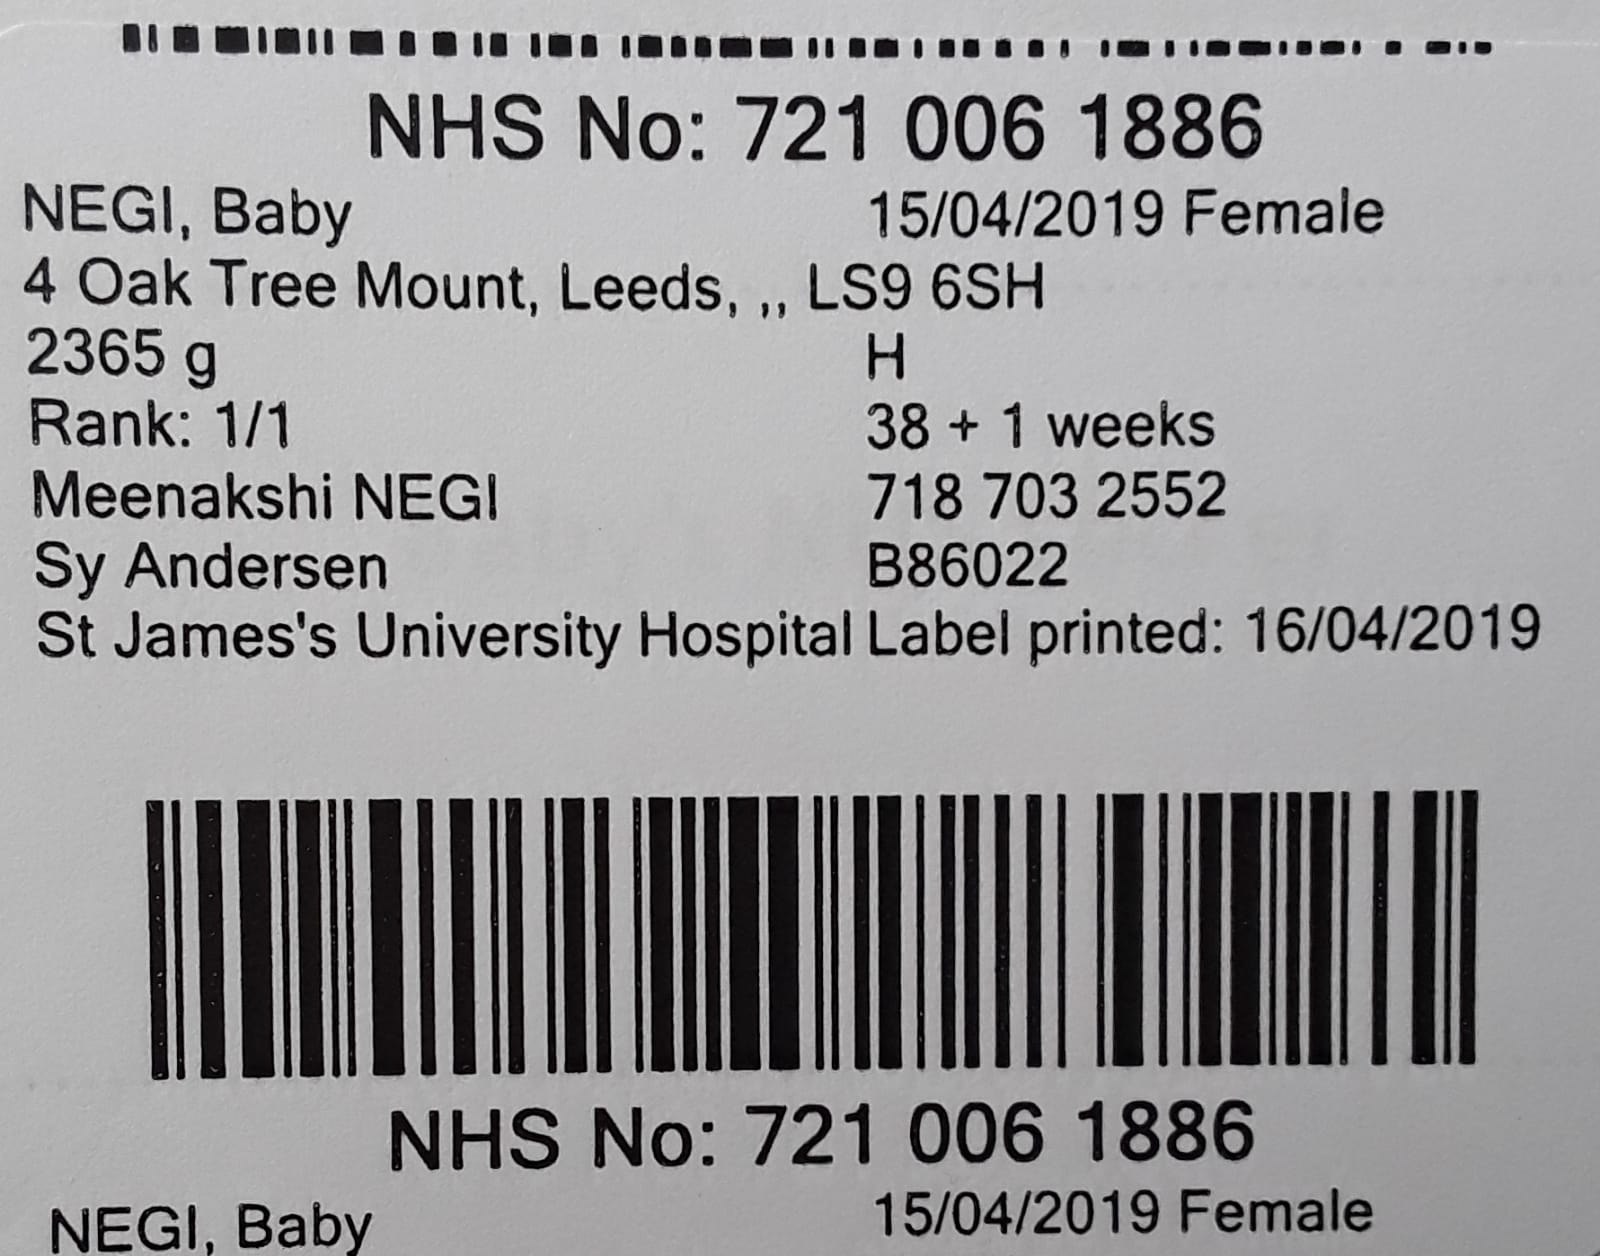 NHS No: 721 006 1886
NEGI, Baby 15/04/2019 Female
4 Oak Tree Mount, Leeds, ,, LS9 6SH
2365 g H
Rank: 1/1 38 + 1 weeks
Meenakshi NEGI 718 703 2552
Sy Andersen B86022
St James's University Hospital Label printed: 16/04/2019
NHS No: 721 006 1886
NEGI, Baby 15/04/2019 Female